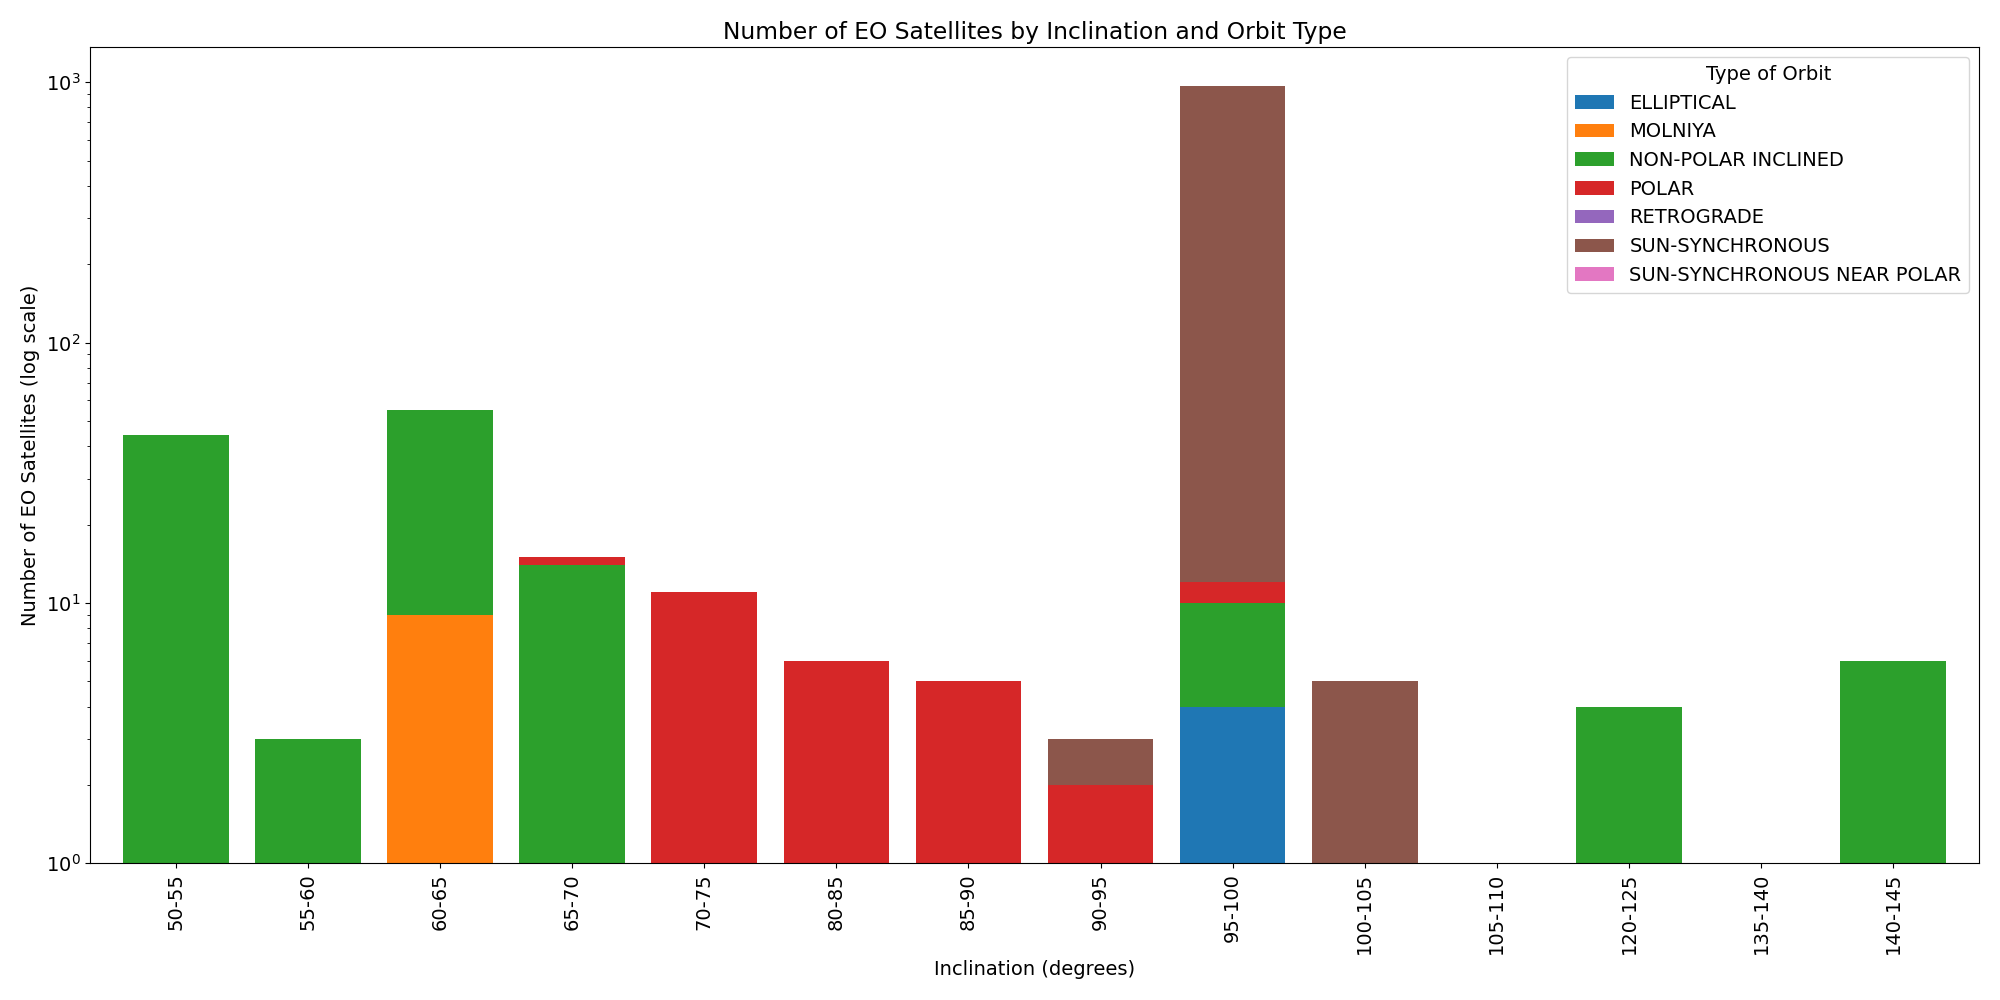 Number of EO Satellites by Inclination and Orbit Type
Number of EO Satellites (log scale)
10³
10²
10¹
10⁰
Type of Orbit
ELLIPTICAL
MOLNIYA
NON-POLAR INCLINED
POLAR
RETROGRADE
SUN-SYNCHRONOUS
SUN-SYNCHRONOUS NEAR POLAR
50-55
55-60
60-65
65-70
70-75
80-85
85-90
90-95
95-100
100-105
105-110
120-125
135-140
140-145
Inclination (degrees)